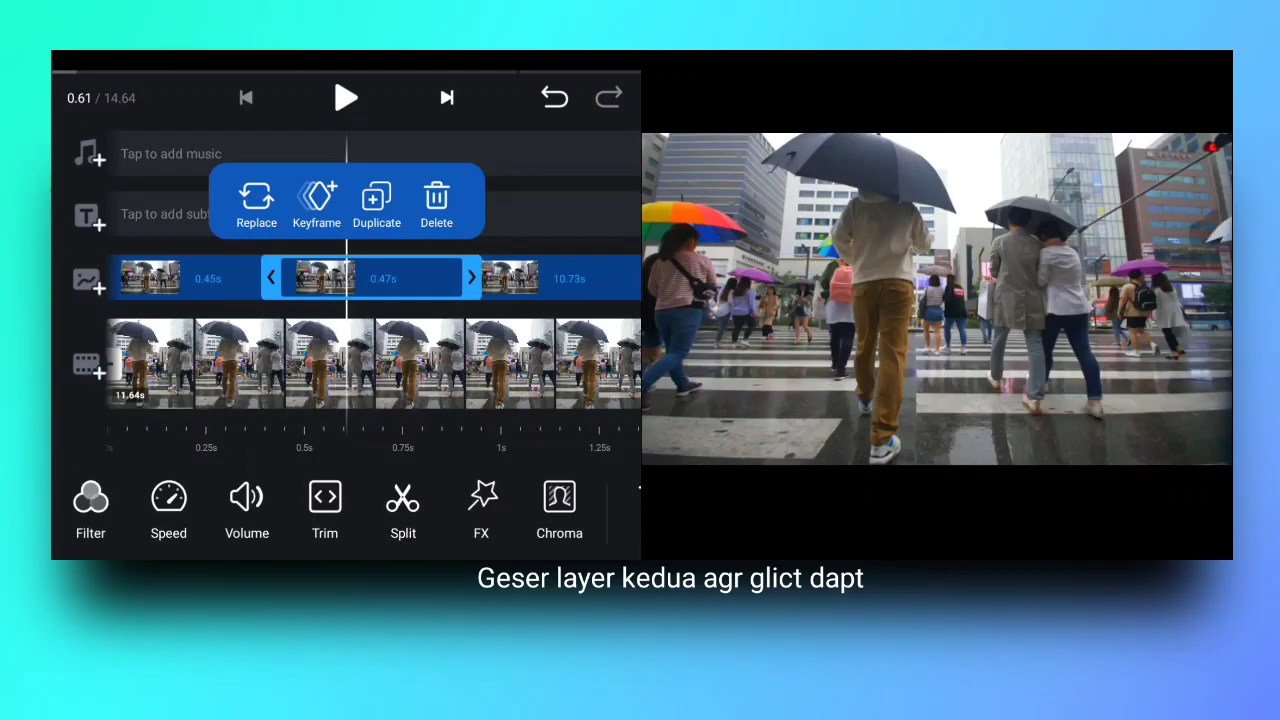 0.61 / 14.64
Tap to add music
Tap to add subt
Replace Keyframe Duplicate Delete
0.45s 0.47s 10.73s
11.64s
0.25s 0.5s 0.75s 1s 1.25s
Filter Speed Volume Trim Split FX Chroma
Geser layer kedua agr glict dapt